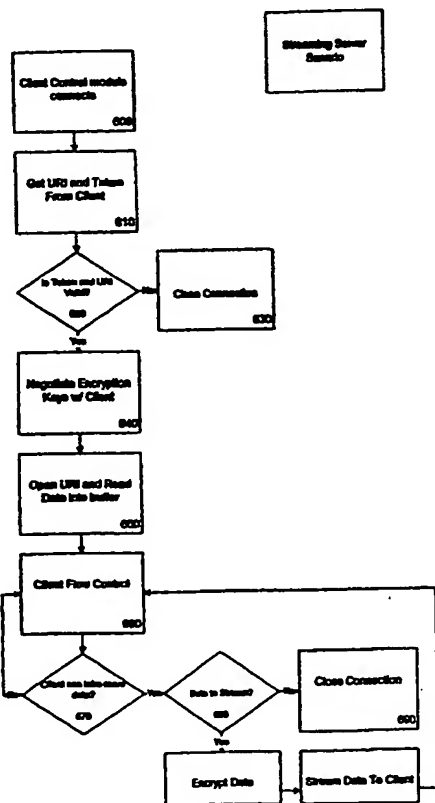 Streaming Server
Scenario
Client Control module
connects
Get URI and Token
From Client
610
Is Token and URI
Valid?
No
Close Connection
630
Yes
Negotiate Encryption
Keys w/ Client
640
Open URI and Read
Data into buffer
Client Flow Control
Client can take more
data?
670
No
Yes
Data to Stream?
No
Close Connection
690
Yes
Encrypt Data
Stream Data To Client